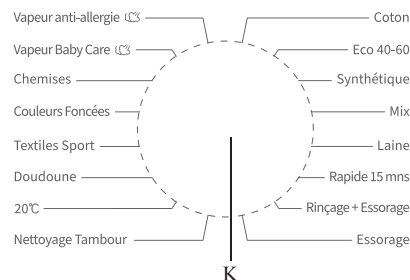 Vapeur anti-allergie
Coton
Vapeur Baby Care
Eco 40-60
Chemises
Synthétique
Couleurs Foncées
Mix
Textiles Sport
Laine
Doudoune
Rapide 15 mns
20℃
Rinçage + Essorage
Nettoyage Tambour
Essorage
K